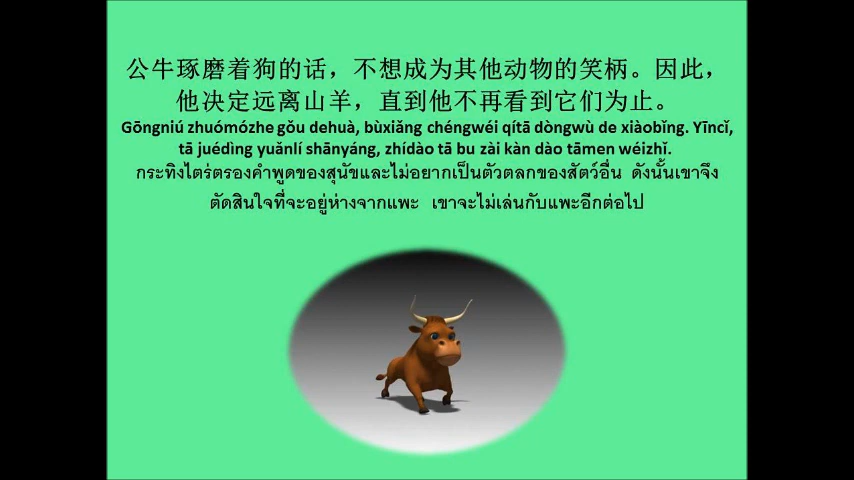 公牛琢磨着狗的话，不想成为其他动物的笑柄。因此，
他决定远离山羊，直到他不再看到它们为止。
Gōngniú zhuómózhe gǒu dehuà, bùxiǎng chéngwéi qítā dòngwù de xiàobǐng. Yīncǐ,
tā juédìng yuǎnlí shānyáng, zhídào tā bu zài kàn dào tāmen wéizhǐ.
กระทิงไตร่ตรองคำพูดของสุนัขและไม่อยากเป็นตัวตลกของสัตว์อื่น ดังนั้นเขาจึง
ตัดสินใจที่จะอยู่ห่างจากแพะ เขาจะไม่เล่นกับแพะอีกต่อไป